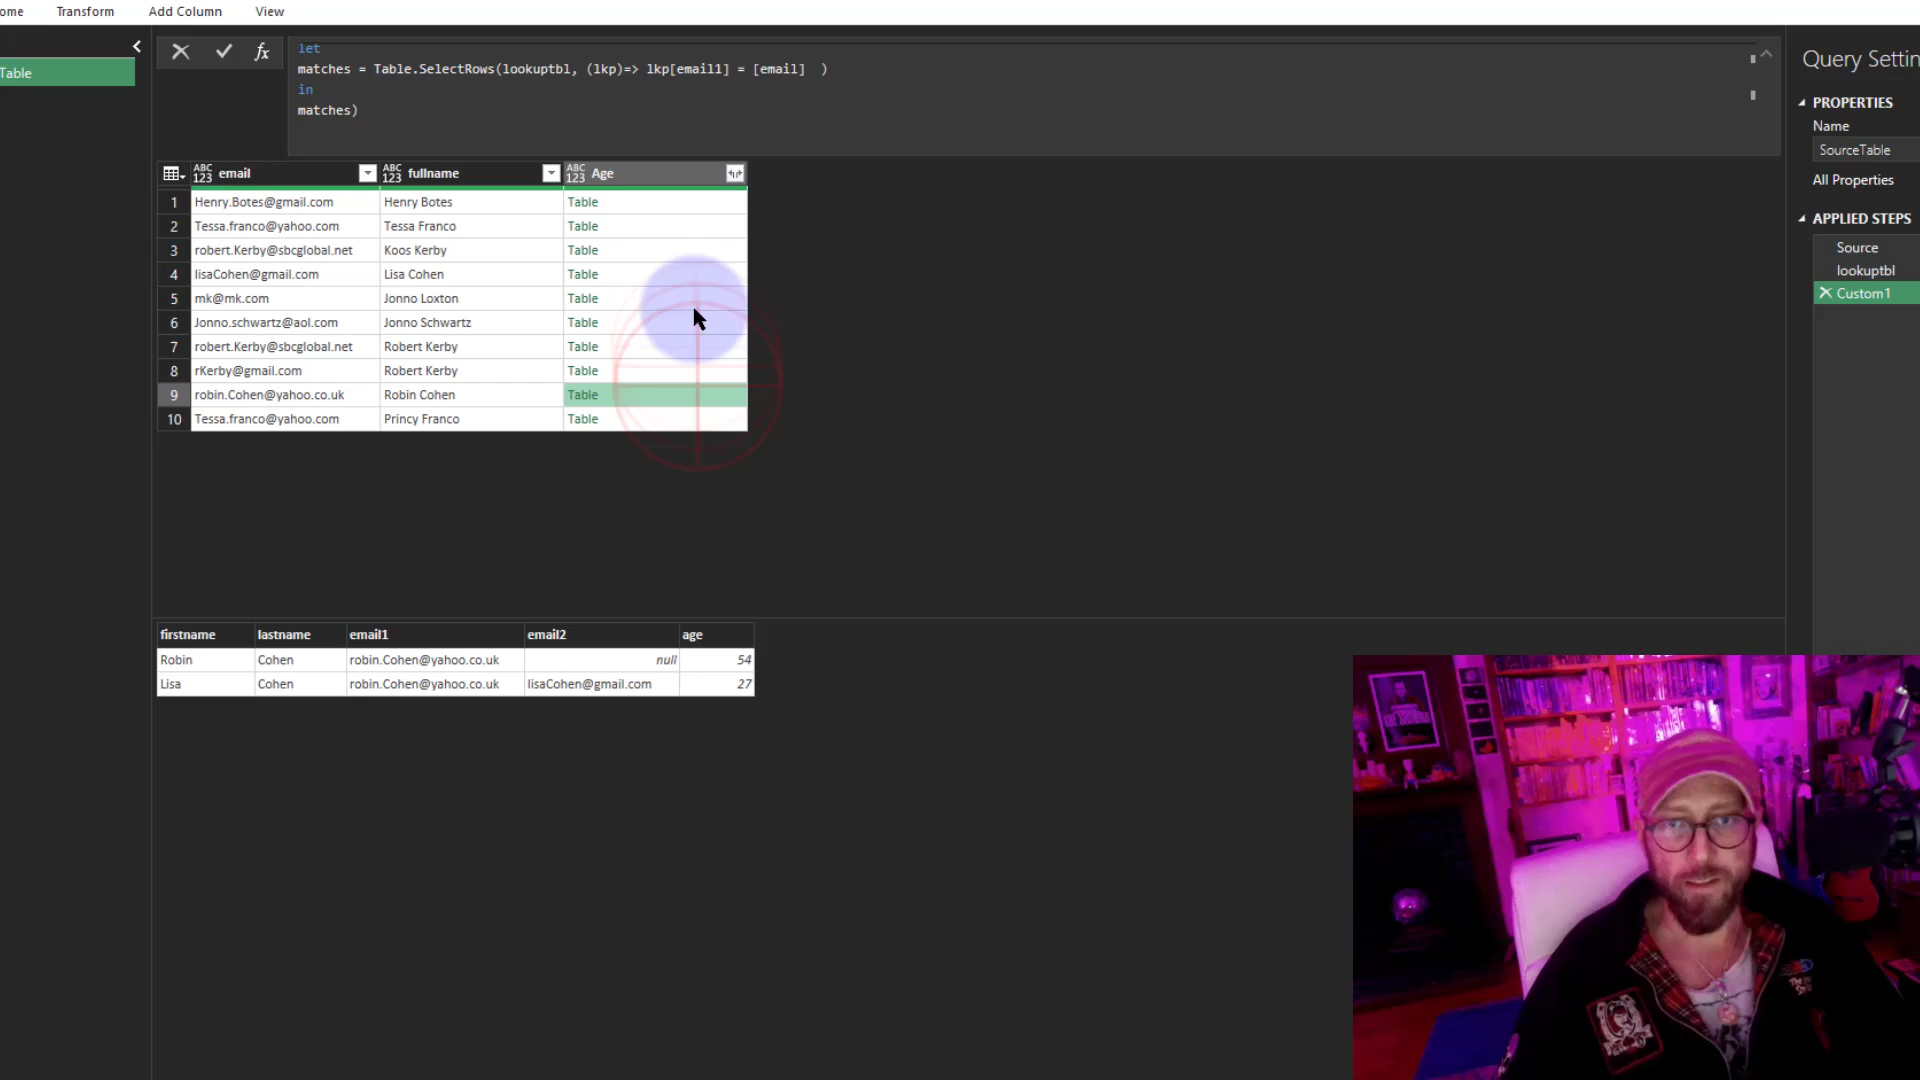 ome Transform Add Column View
Table
fx
let
matches = Table.SelectRows(lookuptbl, (lkp)=> lkp[email1] = [email] )
in
matches)
Query Settin
PROPERTIES
Name
SourceTable
All Properties
APPLIED STEPS
Source
lookuptbl
Custom1
ABC 123 email ABC 123 fullname ABC 123 Age
1 Henry.Botes@gmail.com Henry Botes Table
2 Tessa.franco@yahoo.com Tessa Franco Table
3 robert.Kerby@sbcglobal.net Koos Kerby Table
4 lisaCohen@gmail.com Lisa Cohen Table
5 mk@mk.com Jonno Loxton Table
6 Jonno.schwartz@aol.com Jonno Schwartz Table
7 robert.Kerby@sbcglobal.net Robert Kerby Table
8 rKerby@gmail.com Robert Kerby Table
9 robin.Cohen@yahoo.co.uk Robin Cohen Table
10 Tessa.franco@yahoo.com Princy Franco Table
firstname lastname email1 email2 age
Robin Cohen robin.Cohen@yahoo.co.uk null 54
Lisa Cohen robin.Cohen@yahoo.co.uk lisaCohen@gmail.com 27